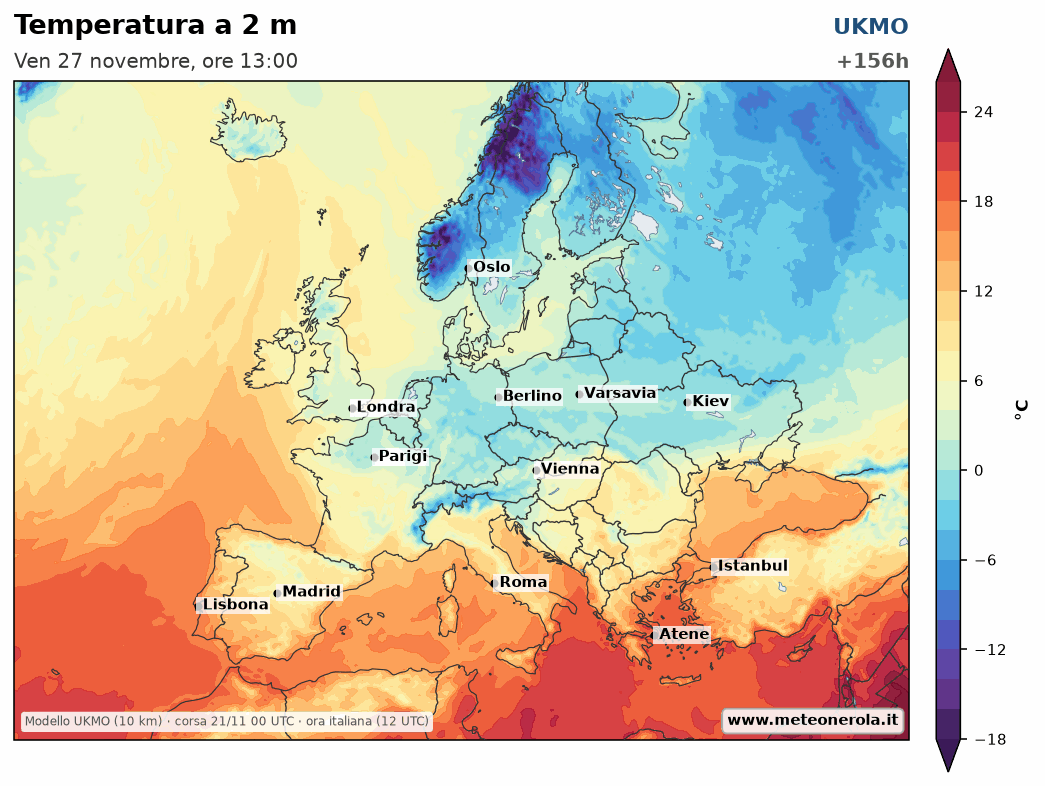 Temperatura a 2 m
UKMO
Ven 27 novembre, ore 13:00
+156h
24
18
12
6
0
−6
−12
−18
°C
Oslo
Berlino
Varsavia
Kiev
Londra
Parigi
Vienna
Istanbul
Roma
Madrid
Lisbona
Atene
Modello UKMO (10 km) · corsa 21/11 00 UTC · ora italiana (12 UTC)
www.meteonerola.it